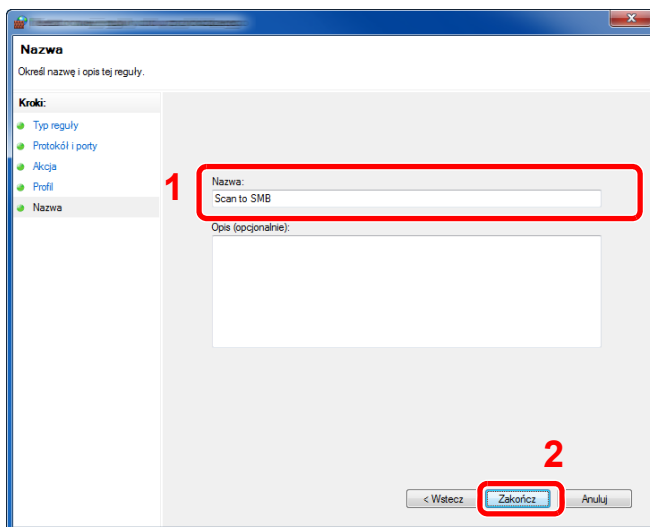 Nazwa
Określ nazwę i opis tej reguły.
Kroki:
Typ reguły
Protokół i porty
Akcja
Profil
Nazwa
1
Nazwa:
Scan to SMB
Opis (opcjonalnie):
2
< Wstecz
Zakończ
Anuluj